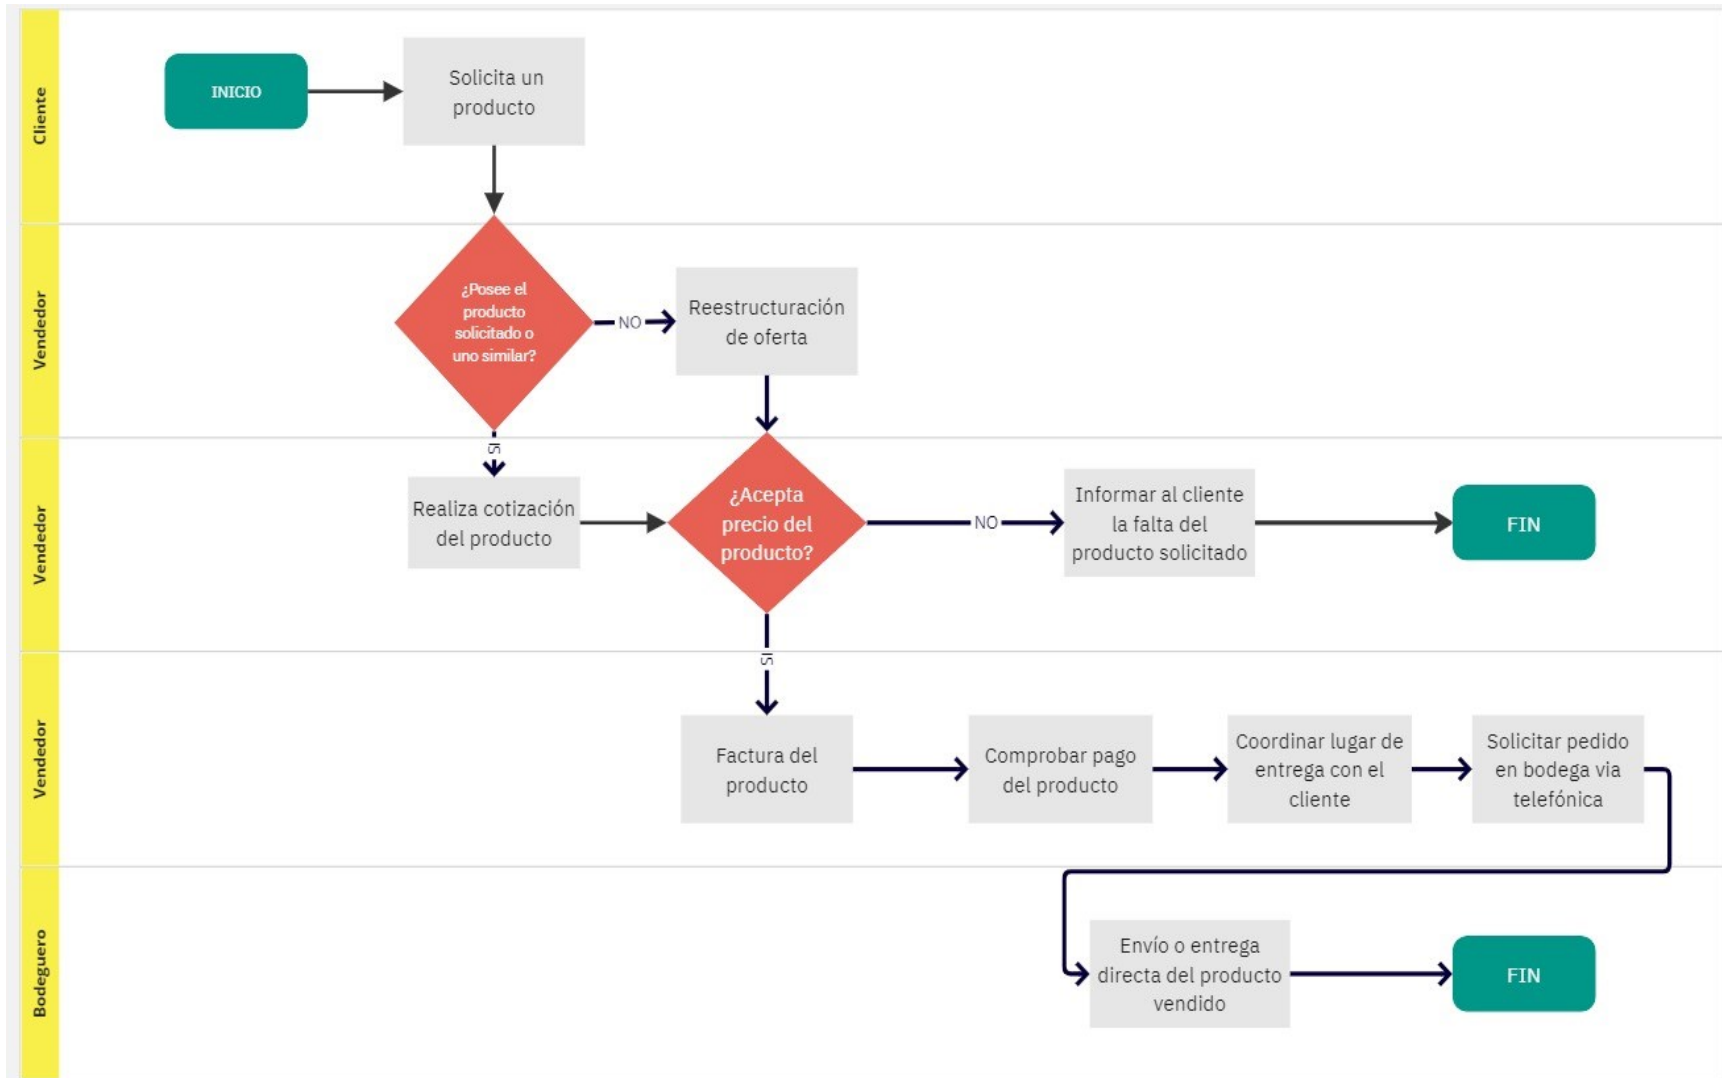 Cliente
INICIO
Solicita un
producto
Vendedor
¿Posee el
producto
solicitado o
uno similar?
NO
Reestructuración
de oferta
SI
Vendedor
Realiza cotización
del producto
¿Acepta
precio del
producto?
NO
Informar al cliente
la falta del
producto solicitado
FIN
SI
Vendedor
Factura del
producto
Comprobar pago
del producto
Coordinar lugar de
entrega con el
cliente
Solicitar pedido
en bodega via
telefónica
Bodeguero
Envío o entrega
directa del producto
vendido
FIN